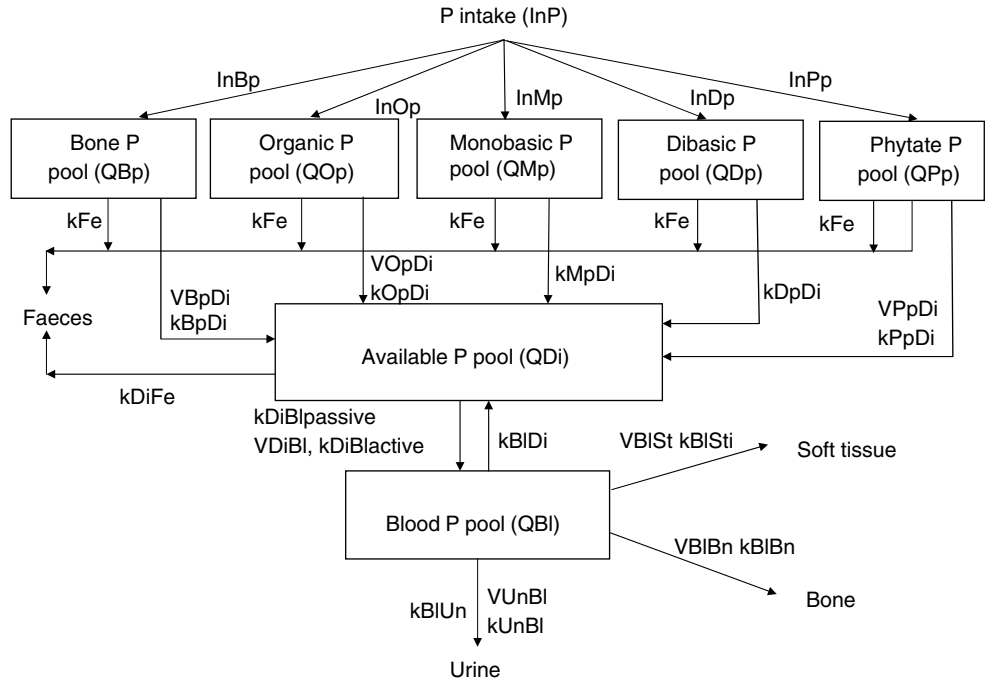 P intake (InP)
InBp
InOp
InMp
InDp
InPp
Bone P
pool (QBp)
Organic P
pool (QOp)
Monobasic P
pool (QMp)
Dibasic P
pool (QDp)
Phytate P
pool (QPp)
kFe
kFe
kFe
kFe
kFe
VBpDi
kBpDi
VOpDi
kOpDi
kMpDi
kDpDi
VPpDi
kPpDi
Faeces
Available P pool (QDi)
kDiFe
kDiBlpassive
VDiBl, kDiBlactive
kBlDi
VBlSt kBlSti
Soft tissue
Blood P pool (QBl)
VBlBn kBlBn
Bone
kBlUn
VUnBl
kUnBl
Urine